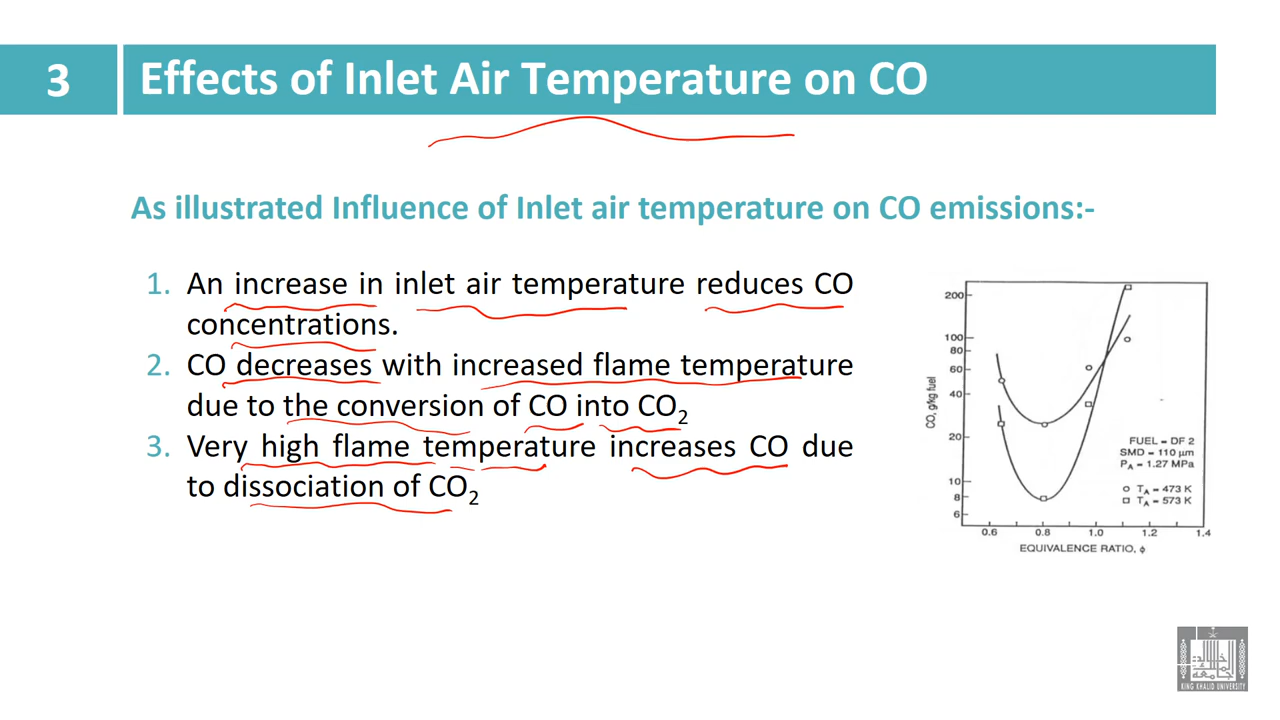 3
Effects of Inlet Air Temperature on CO
As illustrated Influence of Inlet air temperature on CO emissions:-
1. An increase in inlet air temperature reduces CO
concentrations.
2. CO decreases with increased flame temperature
due to the conversion of CO into CO2
3. Very high flame temperature increases CO due
to dissociation of CO2
CO, g/kg fuel
200
100
80
60
40
20
10
8
6
FUEL = DF 2
SMD = 110 μm
PA = 1.27 MPa
TA = 473 K
TA = 573 K
0.6 0.8 1.0 1.2 1.4
EQUIVALENCE RATIO, ϕ
جامعة
الملك خالد
KING KHALID UNIVERSITY